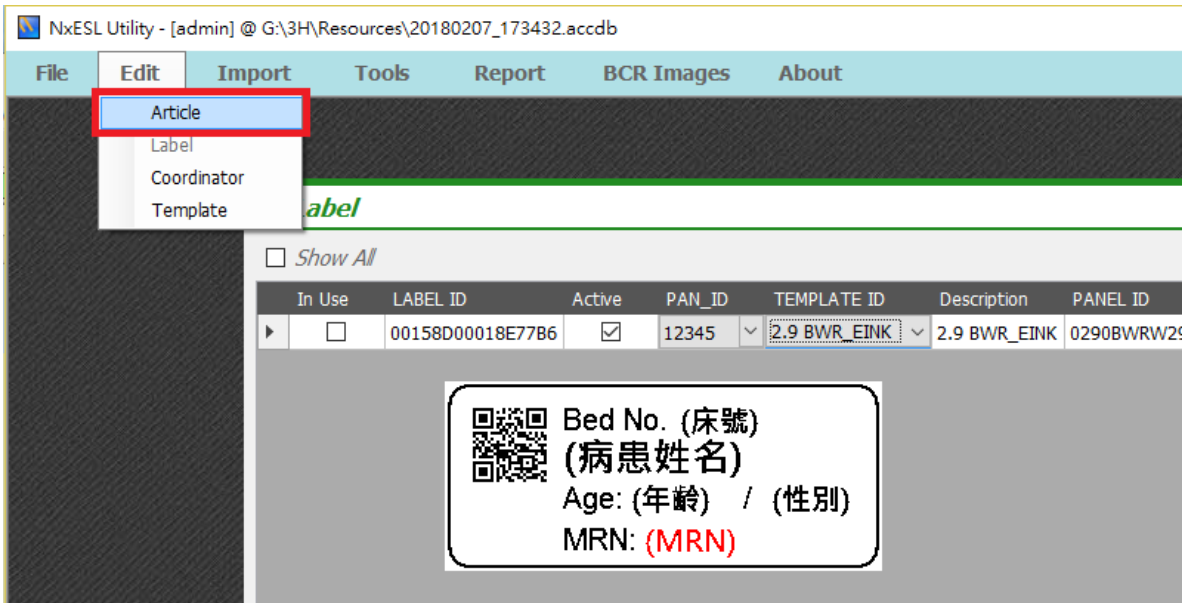 NxESL Utility - [admin] @ G:\3H\Resources\20180207_173432.accdb
File Edit Import Tools Report BCR Images About
Article
Label
Coordinator
Template
abel
Show All
In Use LABEL ID Active PAN_ID TEMPLATE ID Description PANEL ID
00158D00018E77B6 12345 2.9 BWR_EINK 2.9 BWR_EINK 0290BWRW29
Bed No. (床號)
(病患姓名)
Age: (年齡) / (性別)
MRN: (MRN)